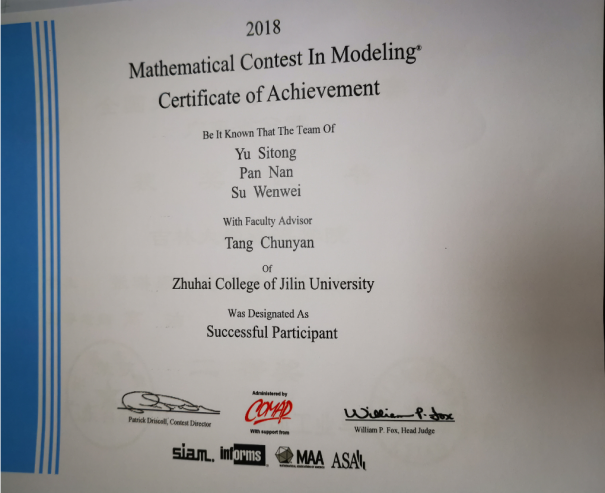 2018
Mathematical Contest In Modeling®
Certificate of Achievement
Be It Known That The Team Of
Yu Sitong
Pan Nan
Su Wenwei
With Faculty Advisor
Tang Chunyan
Of
Zhuhai College of Jilin University
Was Designated As
Successful Participant
Administered by
COMAP
With support from
William P. Fox
Patrick Driscoll, Contest Director
William P. Fox, Head Judge
siam. informs MAA ASA